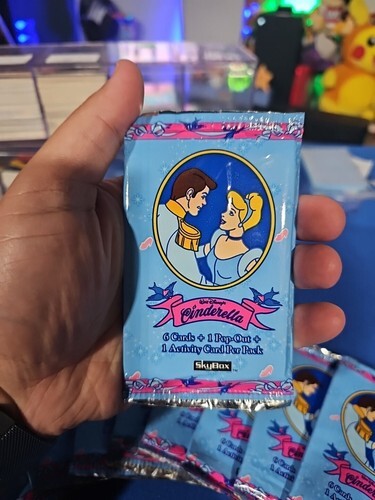 Walt Disney's
Cinderella
6 Cards + 1 Pop-Out +
1 Activity Card Per Pack
SkyBox